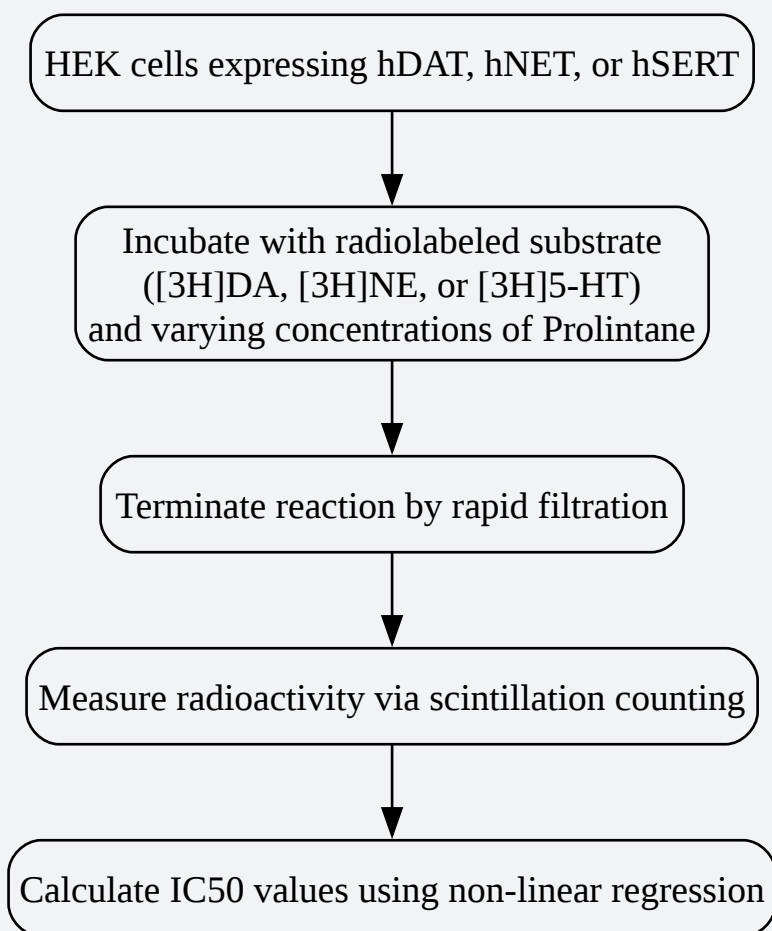 HEK cells expressing hDAT, hNET, or hSERT
Incubate with radiolabeled substrate
([3H]DA, [3H]NE, or [3H]5-HT)
and varying concentrations of Prolintane
Terminate reaction by rapid filtration
Measure radioactivity via scintillation counting
Calculate IC50 values using non-linear regression